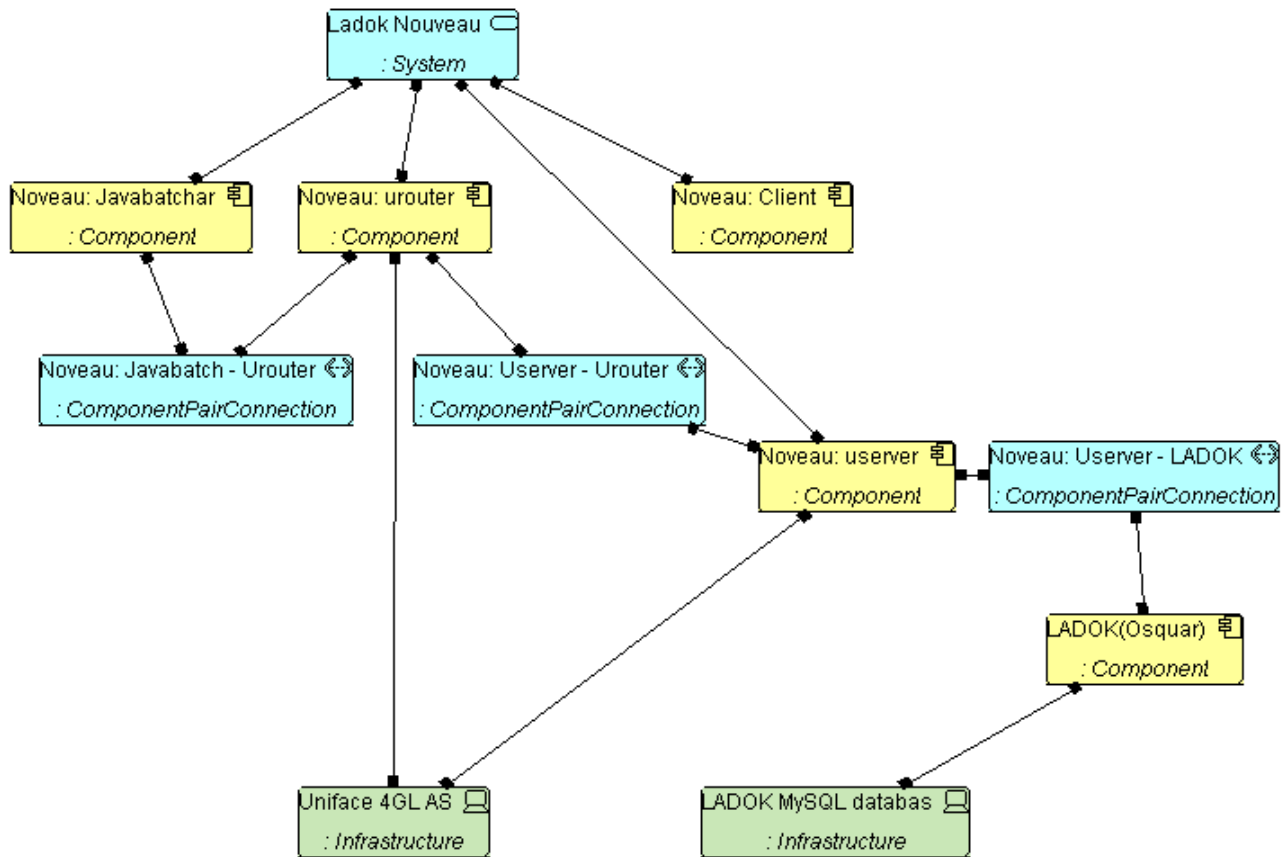 Ladok Nouveau
: System
Noveau: Javabatchar
: Component
Noveau: urouter
: Component
Noveau: Client
: Component
Noveau: Javabatch - Urouter
: ComponentPairConnection
Noveau: Userver - Urouter
: ComponentPairConnection
Noveau: userver
: Component
Noveau: Userver - LADOK
: ComponentPairConnection
LADOK(Osquar)
: Component
Uniface 4GL AS
: Infrastructure
LADOK MySQL databas
: Infrastructure